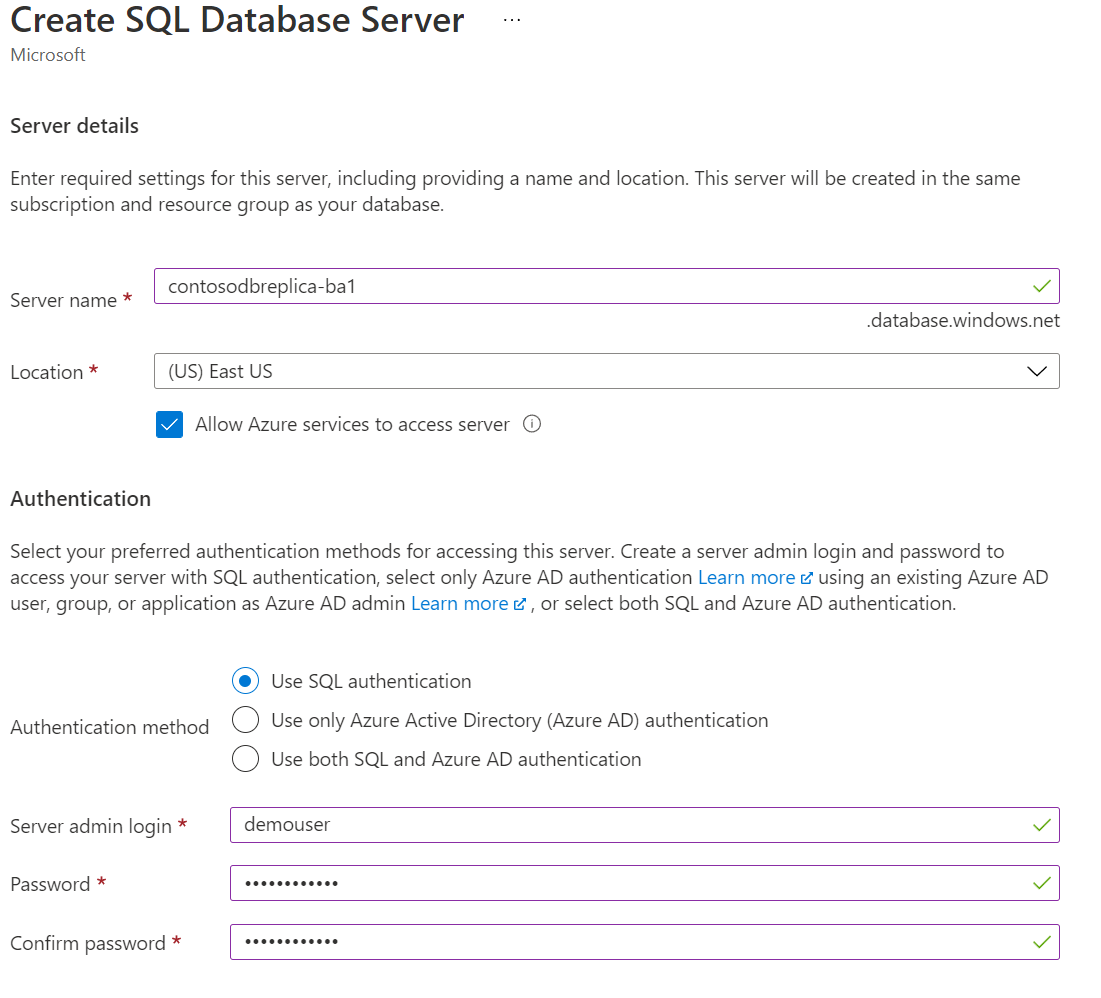 Create SQL Database Server ...
Microsoft
Server details
Enter required settings for this server, including providing a name and location. This server will be created in the same
subscription and resource group as your database.
Server name * contosodbreplica-ba1
.database.windows.net
Location * (US) East US
Allow Azure services to access server
Authentication
Select your preferred authentication methods for accessing this server. Create a server admin login and password to
access your server with SQL authentication, select only Azure AD authentication Learn more using an existing Azure AD
user, group, or application as Azure AD admin Learn more , or select both SQL and Azure AD authentication.
Authentication method
Use SQL authentication
Use only Azure Active Directory (Azure AD) authentication
Use both SQL and Azure AD authentication
Server admin login * demouser
Password * ••••••••••••
Confirm password * ••••••••••••